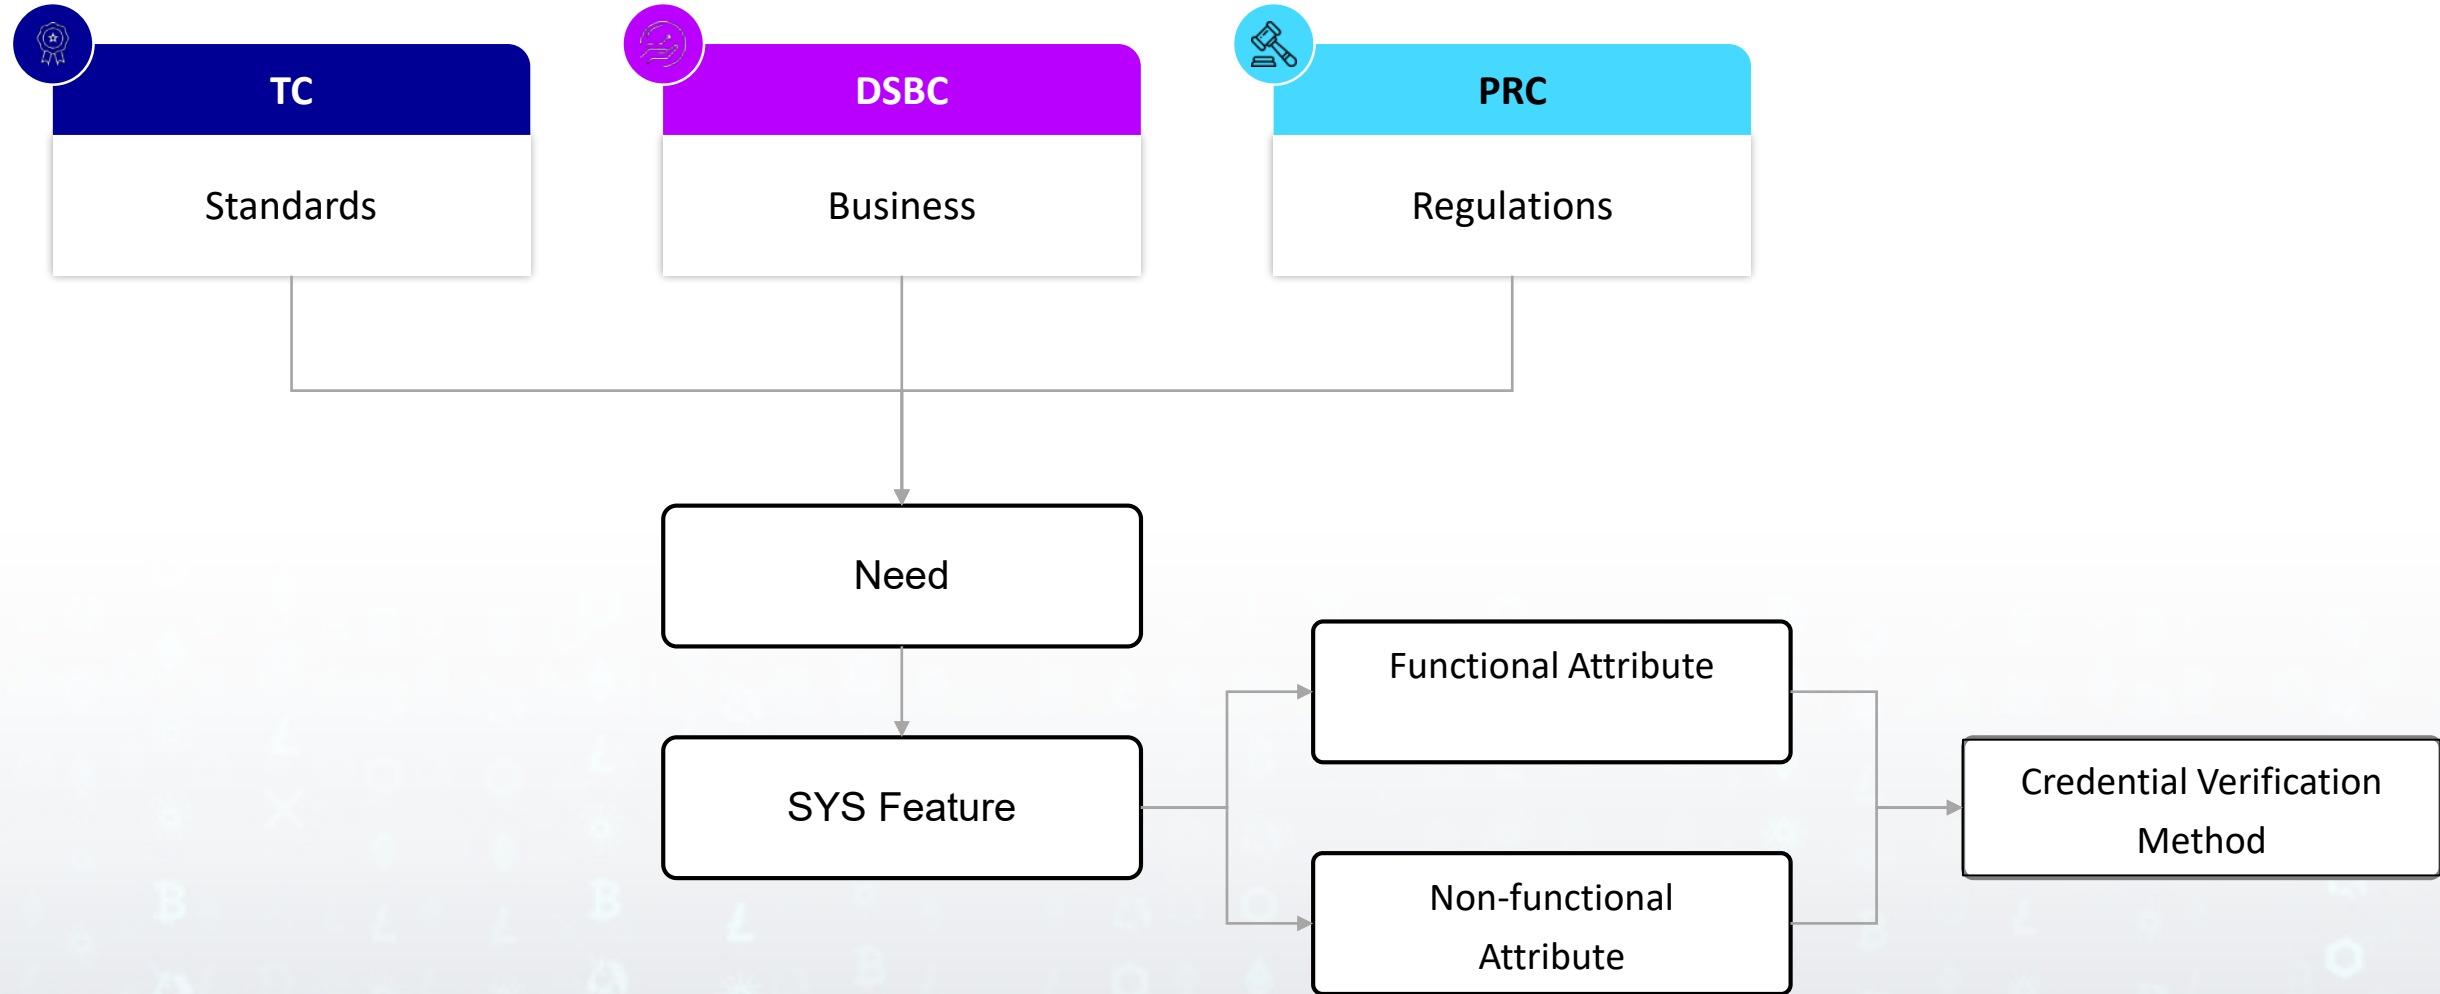 TC
DSBC
PRC
Standards
Business
Regulations
Need
Functional Attribute
SYS Feature
Credential Verification
Method
Non-functional
Attribute